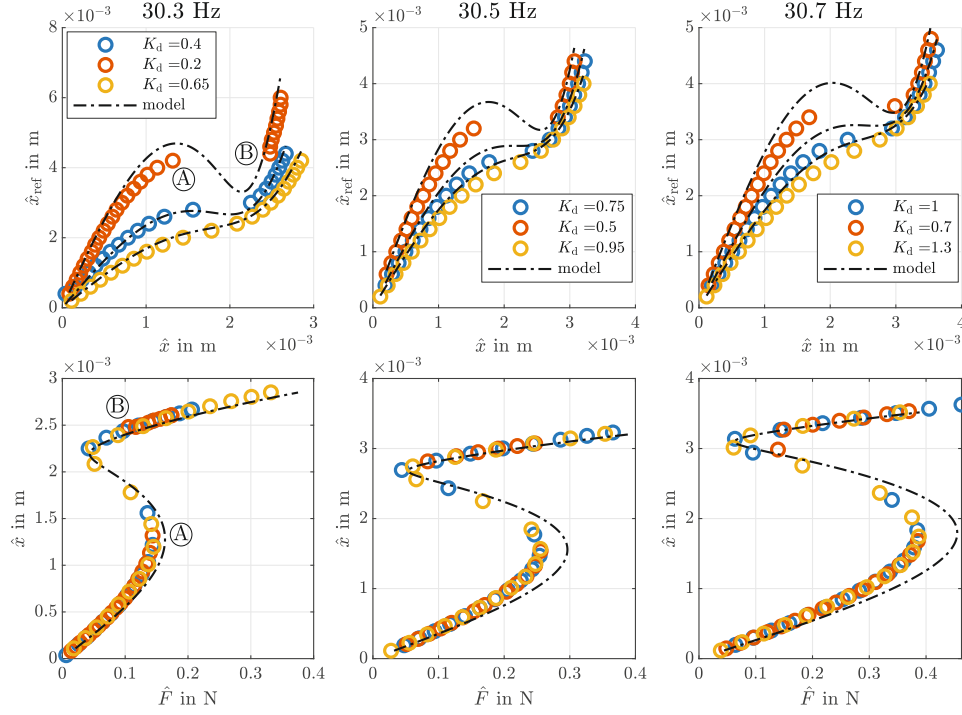 30.3 Hz
30.5 Hz
30.7 Hz
×10⁻³
×10⁻³
×10⁻³
8
6
4
2
0
x̂ref in m
K_d =0.4
K_d =0.2
K_d =0.65
model
A
B
0
1
2
3
x̂ in m
×10⁻³
5
4
3
2
1
0
x̂ref in m
K_d =0.75
K_d =0.5
K_d =0.95
model
0
1
2
3
4
x̂ in m
×10⁻³
5
4
3
2
1
0
x̂ref in m
K_d =1
K_d =0.7
K_d =1.3
model
0
1
2
3
4
x̂ in m
×10⁻³
×10⁻³
3
2.5
2
1.5
1
0.5
0
x̂ in m
B
A
0
0.1
0.2
0.3
0.4
F̂ in N
×10⁻³
4
3
2
1
0
x̂ in m
0
0.1
0.2
0.3
0.4
F̂ in N
×10⁻³
4
3
2
1
0
x̂ in m
0
0.1
0.2
0.3
0.4
F̂ in N